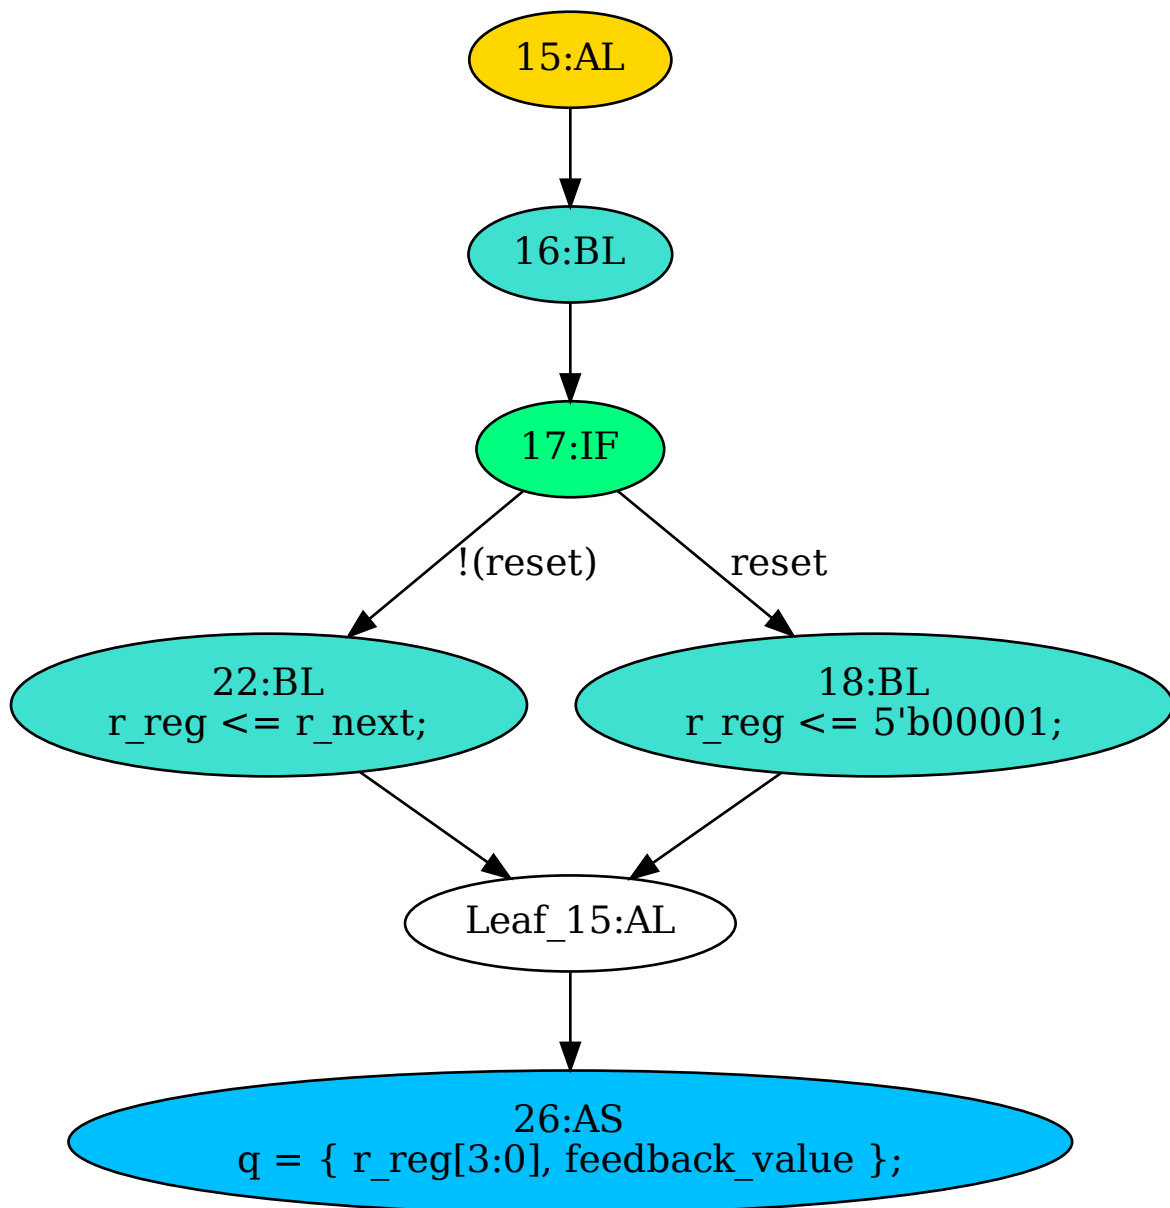 15:AL
16:BL
17:IF
!(reset)
reset
22:BL
r_reg <= r_next;
18:BL
r_reg <= 5'b00001;
Leaf_15:AL
26:AS
q = { r_reg[3:0], feedback_value };